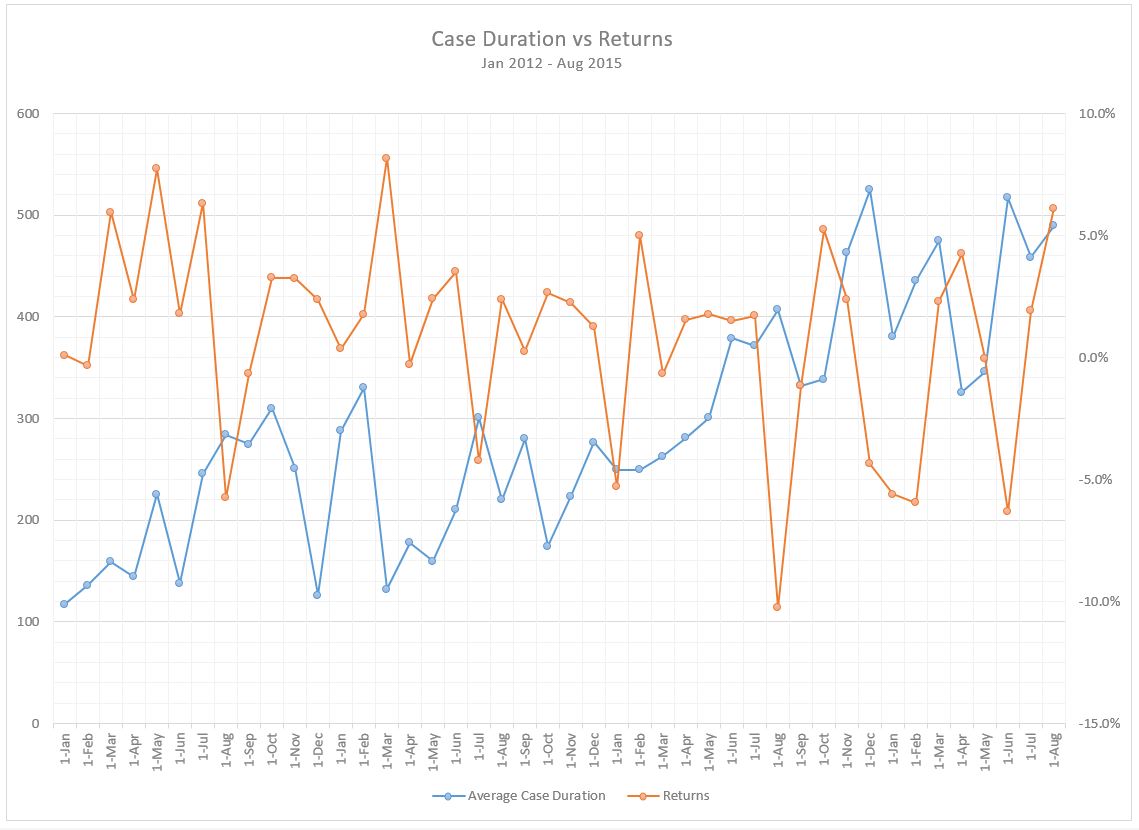 Case Duration vs Returns
Jan 2012 - Aug 2015
600
500
400
300
200
100
0
10.0%
5.0%
0.0%
-5.0%
-10.0%
-15.0%
1-Jan
1-Feb
1-Mar
1-Apr
1-May
1-Jun
1-Jul
1-Aug
1-Sep
1-Oct
1-Nov
1-Dec
1-Jan
1-Feb
1-Mar
1-Apr
1-May
1-Jun
1-Jul
1-Aug
1-Sep
1-Oct
1-Nov
1-Dec
1-Jan
1-Feb
1-Mar
1-Apr
1-May
1-Jun
1-Jul
1-Aug
1-Sep
1-Oct
1-Nov
1-Dec
1-Jan
1-Feb
1-Mar
1-Apr
1-May
1-Jun
1-Jul
1-Aug
Average Case Duration
Returns